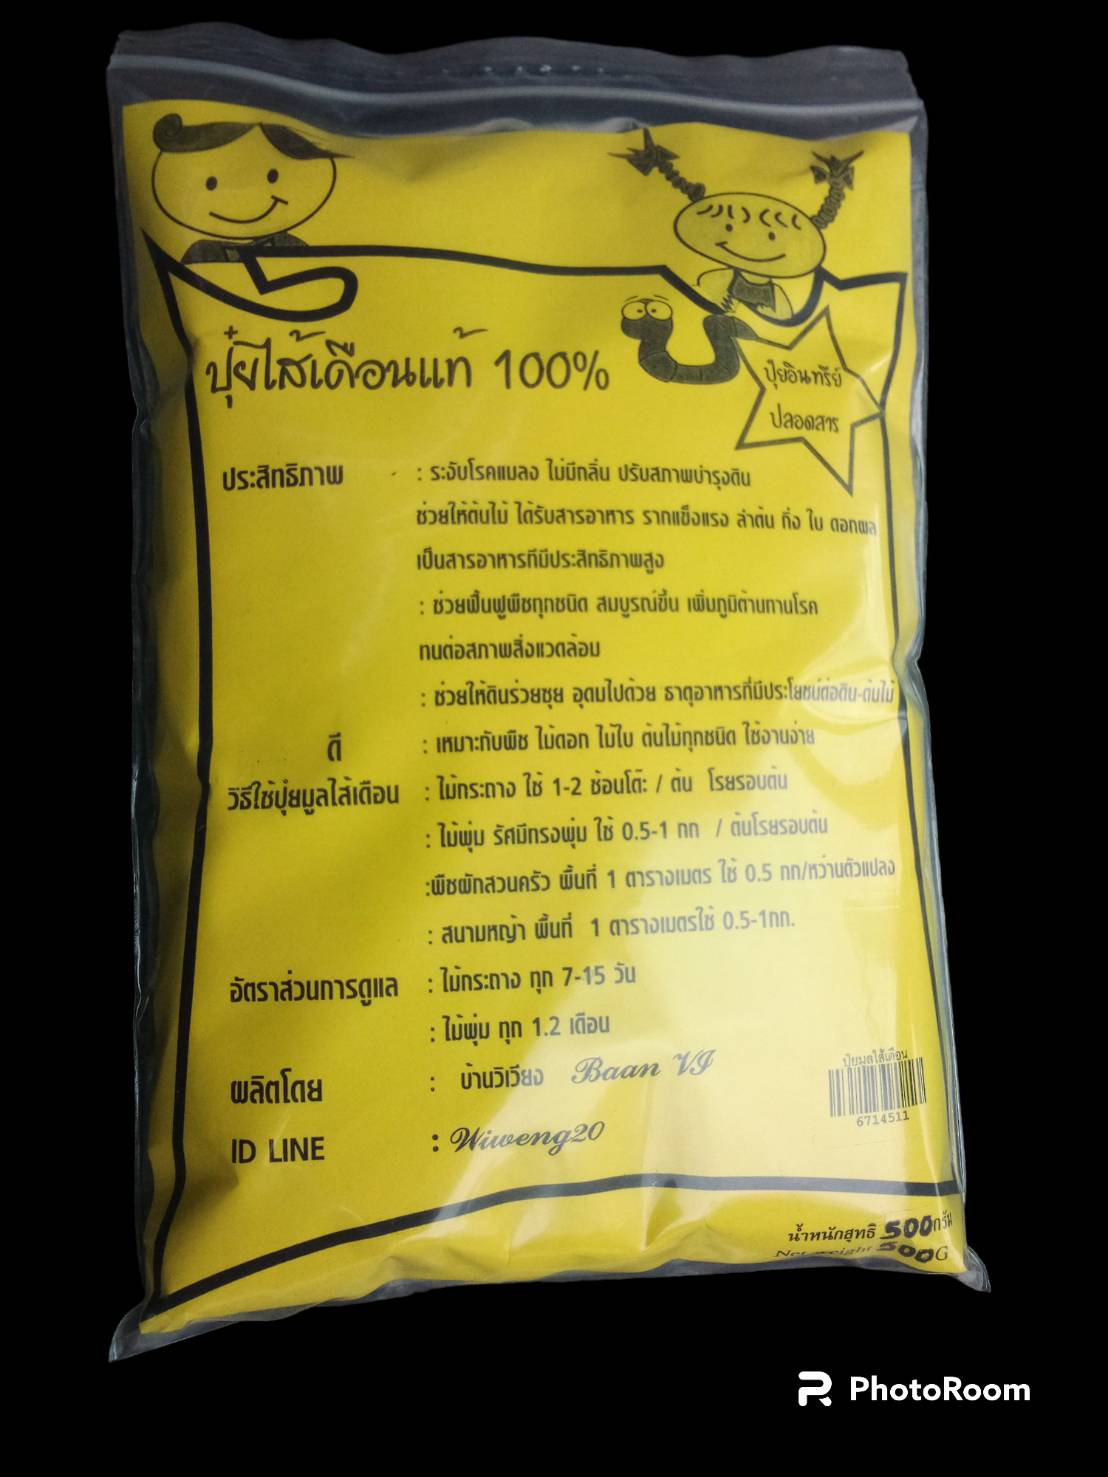 ปุ๋ยไส้เดือนแท้ 100%
ปุ๋ยอินทรีย์
ปลอดสาร
ประสิทธิภาพ : ระงับโรคแมลง ไม่มีกลิ่น ปรับสภาพบำรุงดิน
ช่วยให้ต้นไม้ ได้รับสารอาหาร รากแข็งแรง ลำต้น กิ่ง ใบ ดอกผล
เป็นสารอาหารที่มีประสิทธิภาพสูง
: ช่วยฟื้นฟูพืชทุกชนิด สมบูรณ์ขึ้น เพิ่มภูมิต้านทานโรค
ทนต่อสภาพสิ่งแวดล้อม
: ช่วยให้ดินร่วยซุย อุดมไปด้วย ธาตุอาหารที่มีประโยชน์ต่อดิน-ต้นไม้
ดี : เหมาะกับพืช ไม้ดอก ไม้ใบ ต้นไม้ทุกชนิด ใช้งานง่าย
วิธีใช้ปุ๋ยมูลไส้เดือน : ไม้กระถาง ใช้ 1-2 ช้อนโต๊ะ / ต้น โรยรอบต้น
: ไม้พุ่ม รัศมีทรงพุ่ม ใช้ 0.5-1 กก / ต้นโรยรอบต้น
:พืชผักสวนครัว พื้นที่ 1 ตารางเมตร ใช้ 0.5 กก/หว่านตัวแปลง
: สนามหญ้า พื้นที่ 1 ตารางเมตรใช้ 0.5-1กก.
อัตราส่วนการดูแล : ไม้กระถาง ทุก 7-15 วัน
: ไม้พุ่ม ทุก 1.2 เดือน
ผลิตโดย : บ้านวิเวียง Baan VJ
ID LINE : Wiweng20
ปุ๋ยมูลไส้เดือน
6714511
น้ำหนักสุทธิ 500กรัม
Net weight 500G
PhotoRoom